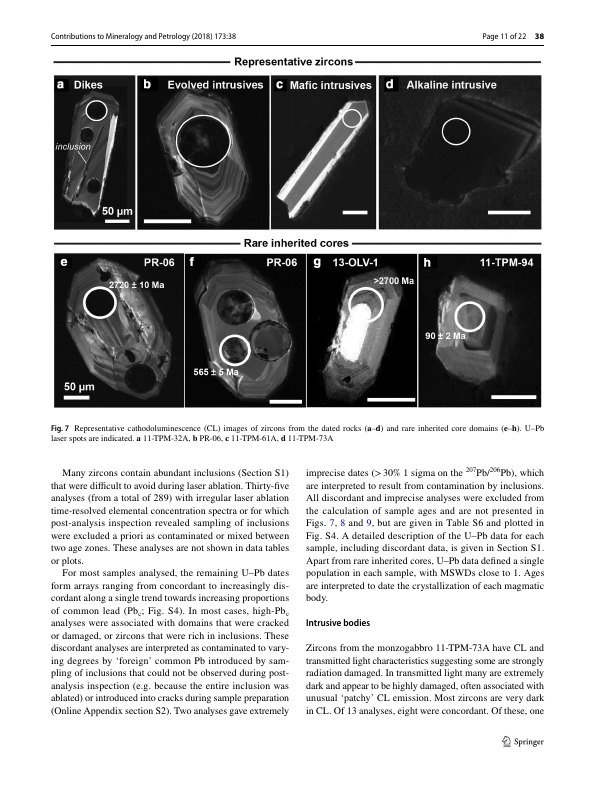 Contributions to Mineralogy and Petrology (2018) 173:38
Page 11 of 22 38
Representative zircons
a Dikes
b Evolved intrusives
c Mafic intrusives
d Alkaline intrusive
inclusion
50 µm
Rare inherited cores
e PR-06
f PR-06
g 13-OLV-1
h 11-TPM-94
2720 ± 10 Ma
>2700 Ma
90 ± 2 Ma
565 ± 5 Ma
50 µm
Fig. 7 Representative cathodoluminescence (CL) images of zircons from the dated rocks (a–d) and rare inherited core domains (e–h). U–Pb
laser spots are indicated. a 11-TPM-32A, b PR-06, c 11-TPM-61A, d 11-TPM-73A
Many zircons contain abundant inclusions (Section S1)
that were difficult to avoid during laser ablation. Thirty-five
analyses (from a total of 289) with irregular laser ablation
time-resolved elemental concentration spectra or for which
post-analysis inspection revealed sampling of inclusions
were excluded a priori as contaminated or mixed between
two age zones. These analyses are not shown in data tables
or plots.
For most samples analysed, the remaining U–Pb dates
form arrays ranging from concordant to increasingly dis-
cordant along a single trend towards increasing proportions
of common lead (Pbc; Fig. S4). In most cases, high-Pbc
analyses were associated with domains that were cracked
or damaged, or zircons that were rich in inclusions. These
discordant analyses are interpreted as contaminated to vary-
ing degrees by ‘foreign’ common Pb introduced by sam-
pling of inclusions that could not be observed during post-
analysis inspection (e.g. because the entire inclusion was
ablated) or introduced into cracks during sample preparation
(Online Appendix section S2). Two analyses gave extremely
imprecise dates (> 30% 1 sigma on the 207Pb/206Pb), which
are interpreted to result from contamination by inclusions.
All discordant and imprecise analyses were excluded from
the calculation of sample ages and are not presented in
Figs. 7, 8 and 9, but are given in Table S6 and plotted in
Fig. S4. A detailed description of the U–Pb data for each
sample, including discordant data, is given in Section S1.
Apart from rare inherited cores, U–Pb data defined a single
population in each sample, with MSWDs close to 1. Ages
are interpreted to date the crystallization of each magmatic
body.
Intrusive bodies
Zircons from the monzogabbro 11-TPM-73A have CL and
transmitted light characteristics suggesting some are strongly
radiation damaged. In transmitted light many are extremely
dark and appear to be highly damaged, often associated with
unusual ‘patchy’ CL emission. Most zircons are very dark
in CL. Of 13 analyses, eight were concordant. Of these, one
Springer